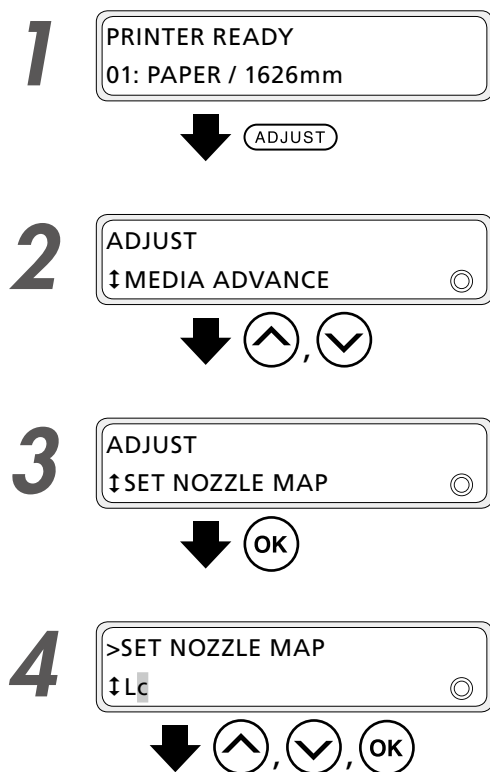 1
PRINTER READY
01: PAPER / 1626mm
ADJUST
2
ADJUST
↕MEDIA ADVANCE
,
3
ADJUST
↕SET NOZZLE MAP
OK
4
>SET NOZZLE MAP
↕Lc
, , OK